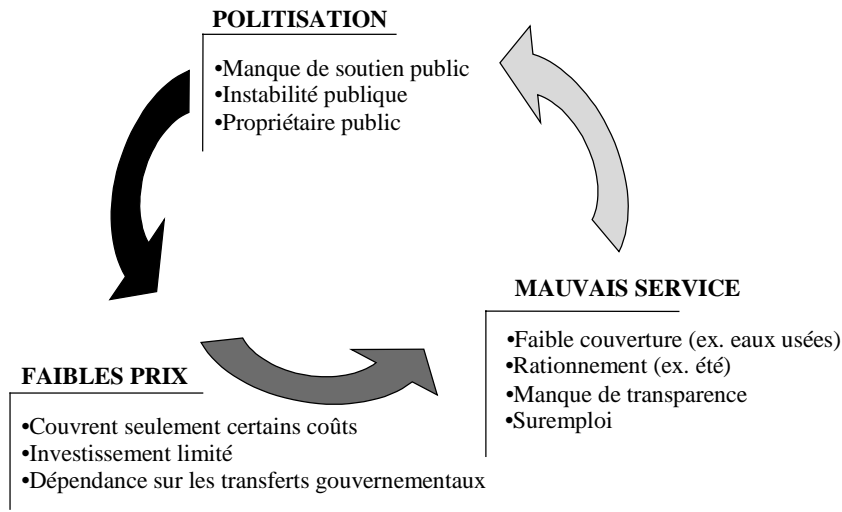 POLITISATION
•Manque de soutien public
•Instabilité publique
•Propriétaire public
MAUVAIS SERVICE
•Faible couverture (ex. eaux usées)
•Rationnement (ex. été)
•Manque de transparence
•Suremploi
FAIBLES PRIX
•Couvrent seulement certains coûts
•Investissement limité
•Dépendance sur les transferts gouvernementaux